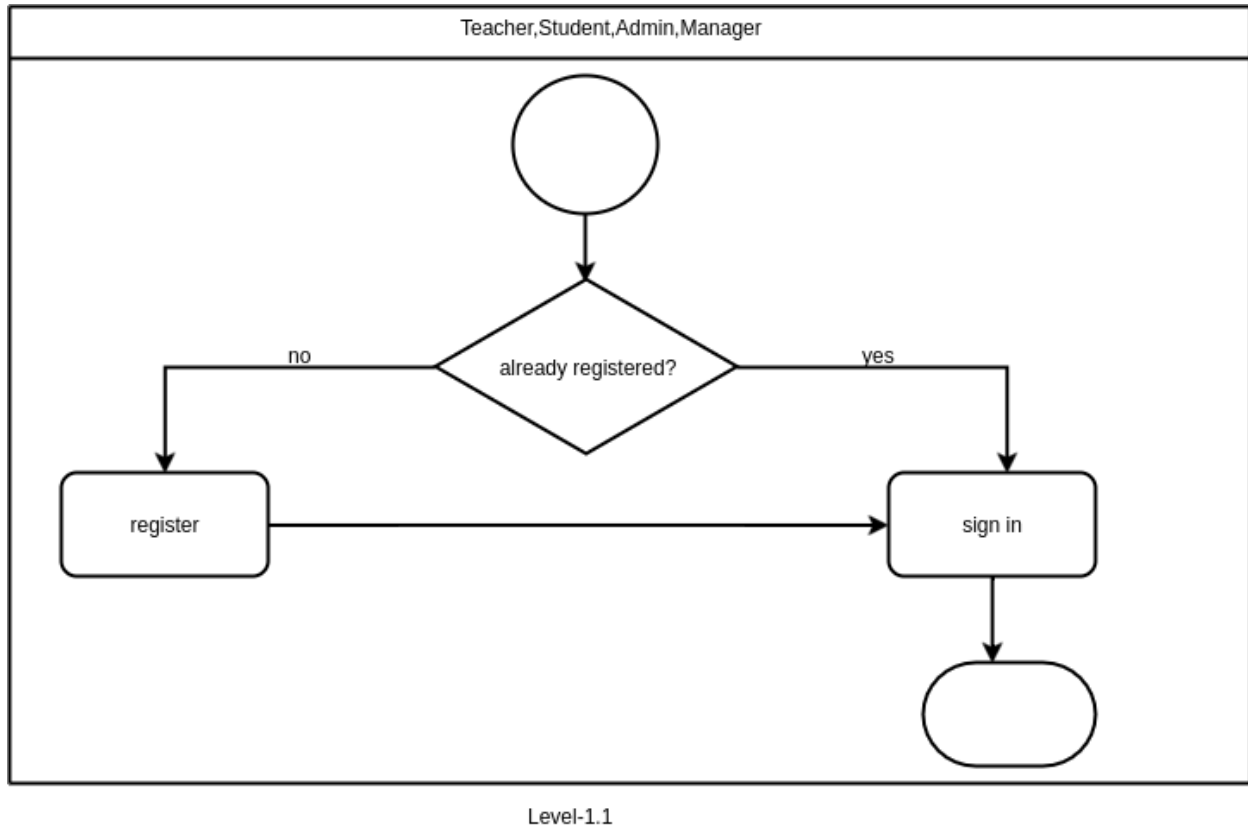 Teacher,Student,Admin,Manager
already registered?
no
yes
register
sign in
Level-1.1